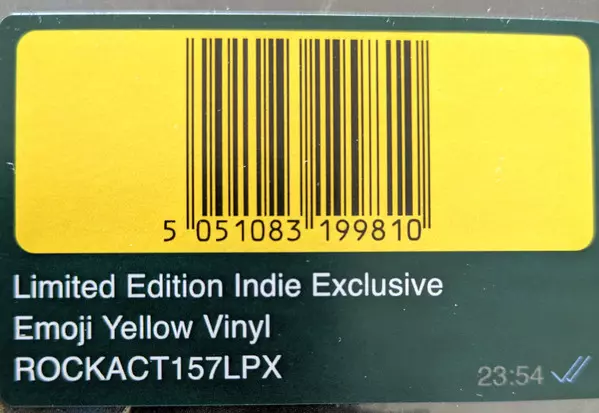 5 051083 199810
Limited Edition Indie Exclusive
Emoji Yellow Vinyl
ROCKACT157LPX
23:54